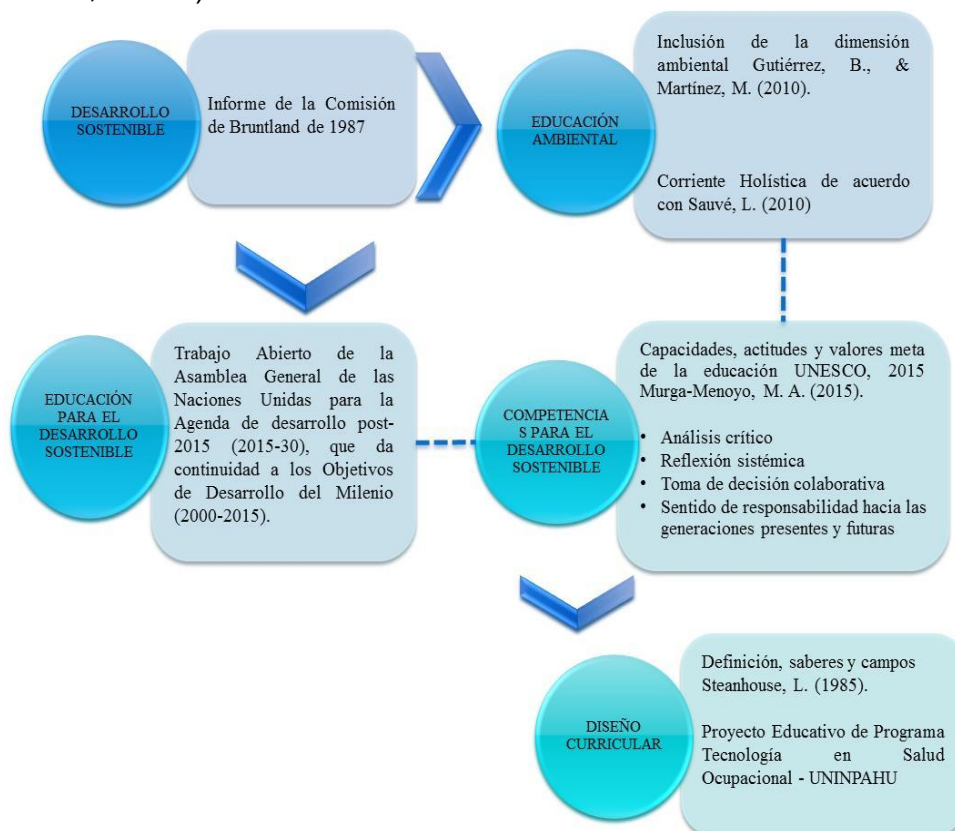 DESARROLLO
SOSTENIBLE
Informe de la Comisión
de Bruntland de 1987
EDUCACIÓN
AMBIENTAL
Inclusión de la dimensión
ambiental Gutiérrez, B., &
Martínez, M. (2010).
Corriente Holística de acuerdo
con Sauvé, L. (2010)
EDUCACIÓN
PARA EL
DESARROLLO
SOSTENIBLE
Trabajo Abierto de la
Asamblea General de las
Naciones Unidas para la
Agenda de desarrollo post-
2015 (2015-30), que da
continuidad a los Objetivos
de Desarrollo del Milenio
(2000-2015).
COMPETENCIA
S PARA EL
DESARROLLO
SOSTENIBLE
Capacidades, actitudes y valores meta
de la educación UNESCO, 2015
Murga-Menoyo, M. A. (2015).
• Análisis crítico
• Reflexión sistémica
• Toma de decisión colaborativa
• Sentido de responsabilidad hacia las
generaciones presentes y futuras
DISEÑO
CURRICULAR
Definición, saberes y campos
Steanhouse, L. (1985).
Proyecto Educativo de Programa
Tecnología en Salud
Ocupacional - UNINPAHU